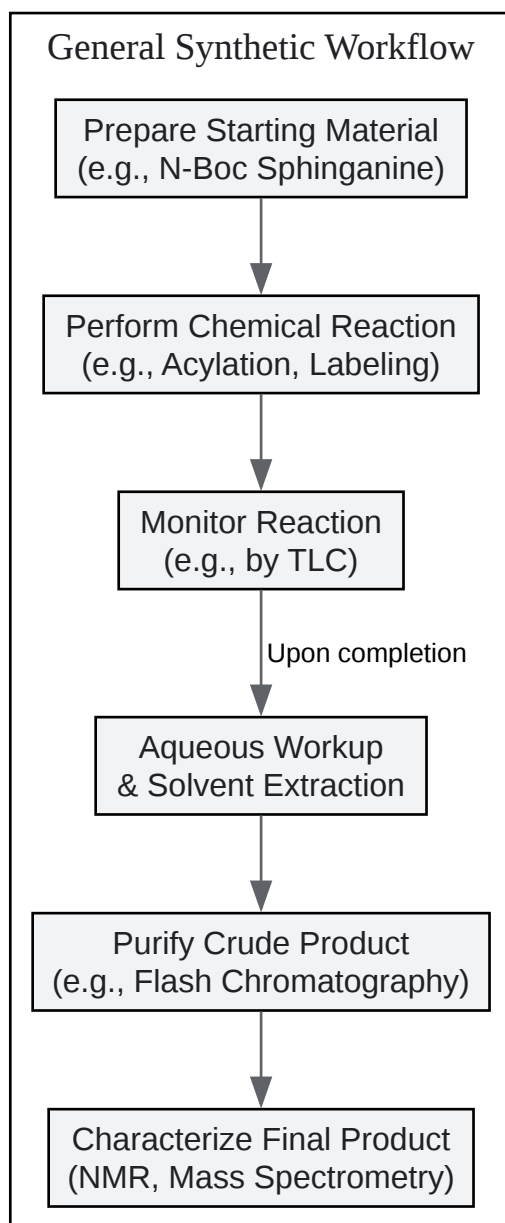 General Synthetic Workflow
Prepare Starting Material
(e.g., N-Boc Sphinganine)
Perform Chemical Reaction
(e.g., Acylation, Labeling)
Monitor Reaction
(e.g., by TLC)
Upon completion
Aqueous Workup
& Solvent Extraction
Purify Crude Product
(e.g., Flash Chromatography)
Characterize Final Product
(NMR, Mass Spectrometry)